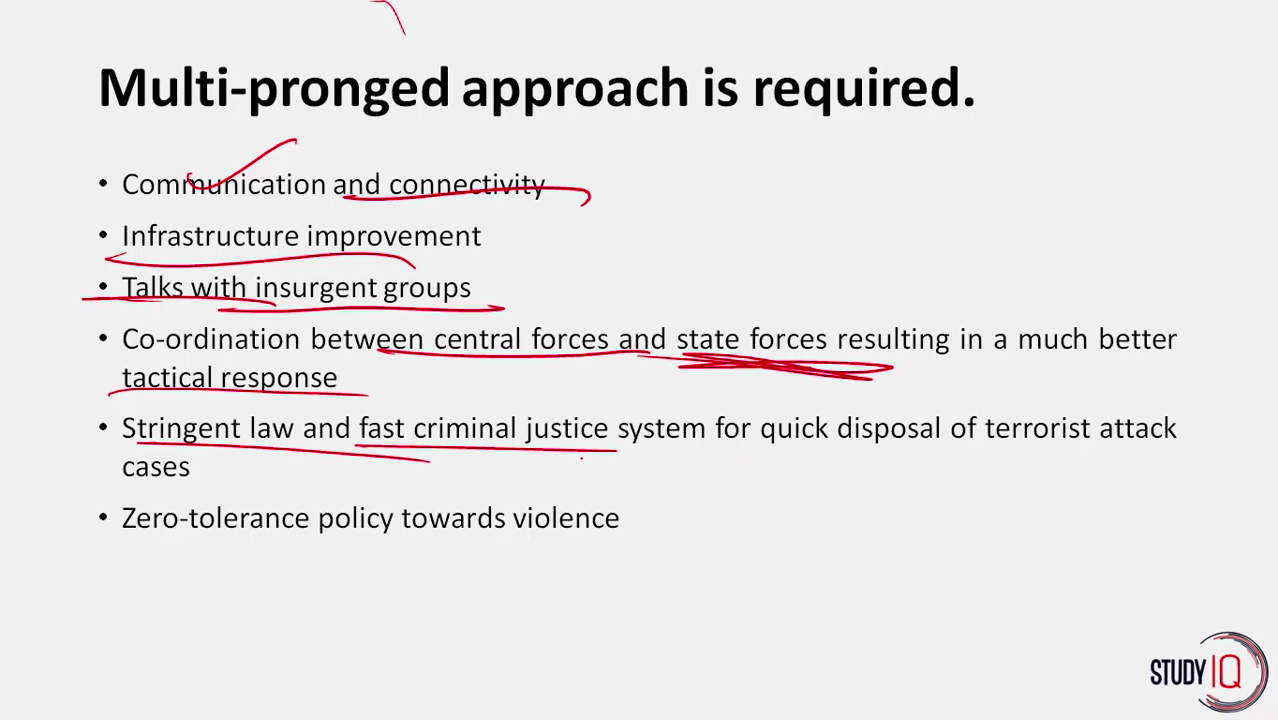 Multi-pronged approach is required.
• Communication and connectivity
• Infrastructure improvement
• Talks with insurgent groups
• Co-ordination between central forces and state forces resulting in a much better
tactical response
• Stringent law and fast criminal justice system for quick disposal of terrorist attack
cases
• Zero-tolerance policy towards violence
STUDY IQ